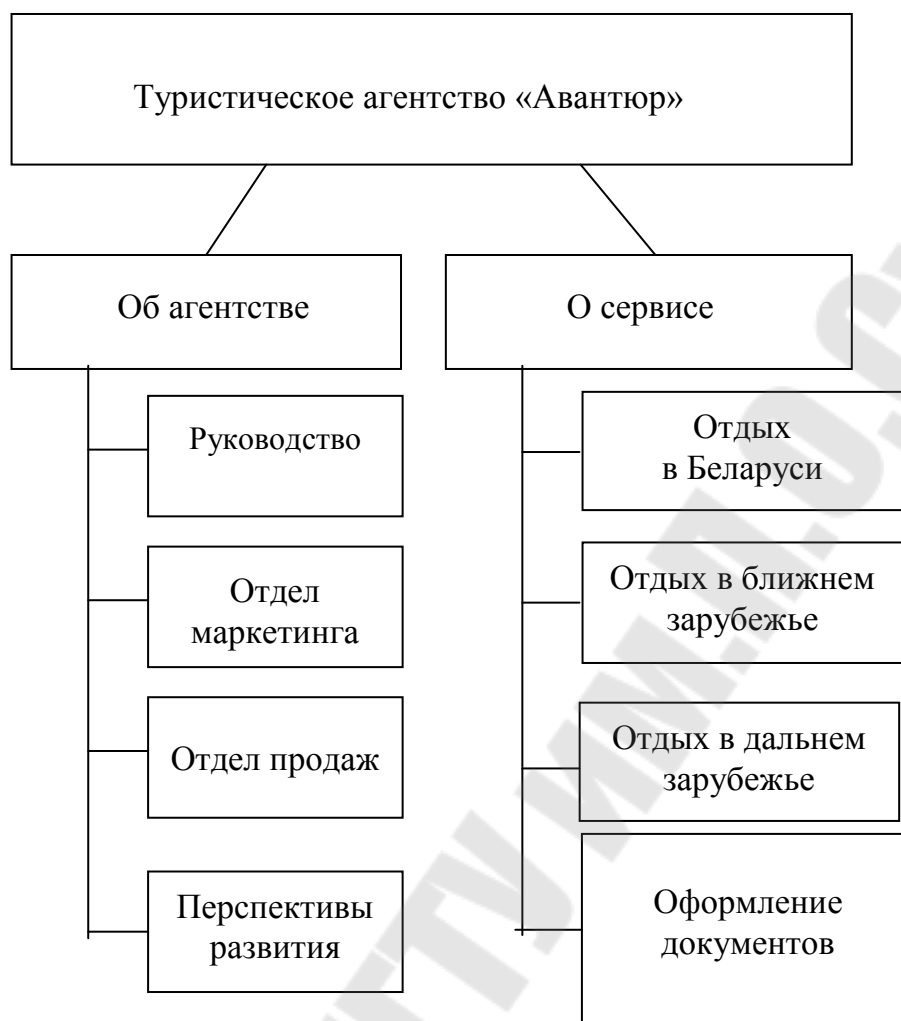 Туристическое агентство «Авантюр»
Об агентстве
О сервисе
Руководство
Отдел
маркетинга
Отдел продаж
Перспективы
развития
Отдых
в Беларуси
Отдых в ближнем
зарубежье
Отдых в дальнем
зарубежье
Оформление
документов